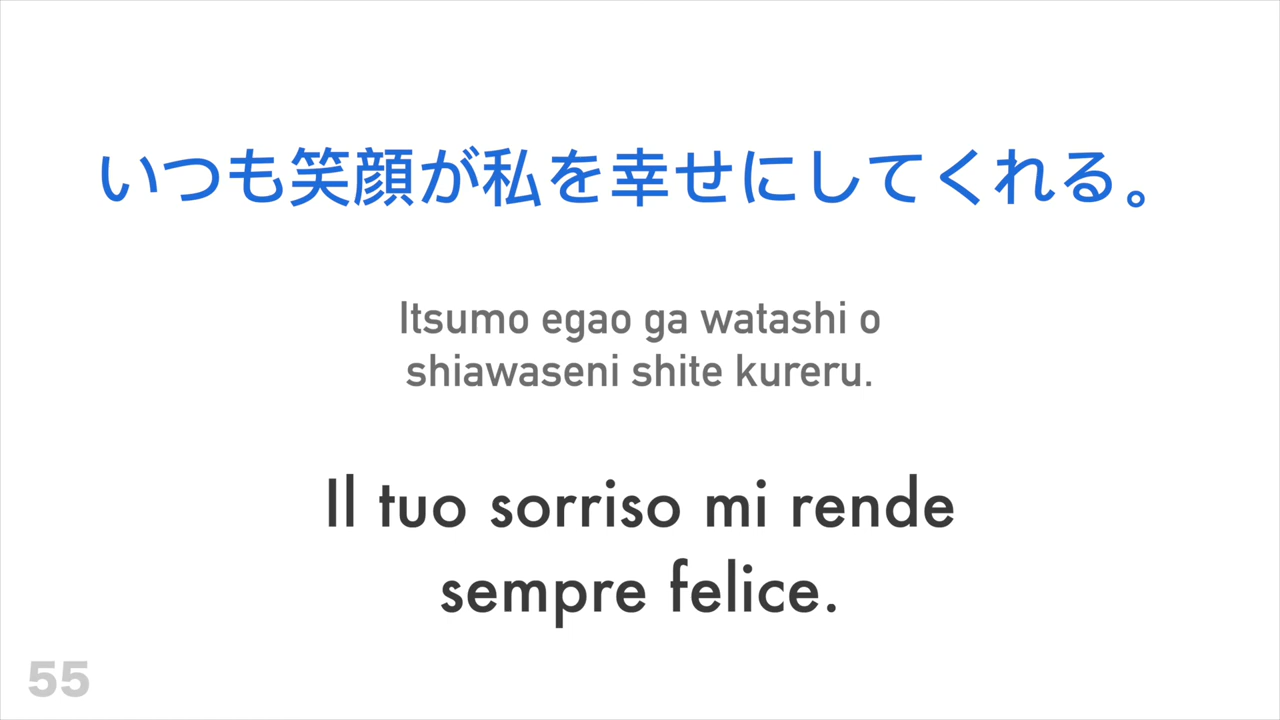 いつも笑顔が私を幸せにしてくれる。
Itsumo egao ga watashi o
shiawaseni shite kureru.
Il tuo sorriso mi rende
sempre felice.
55